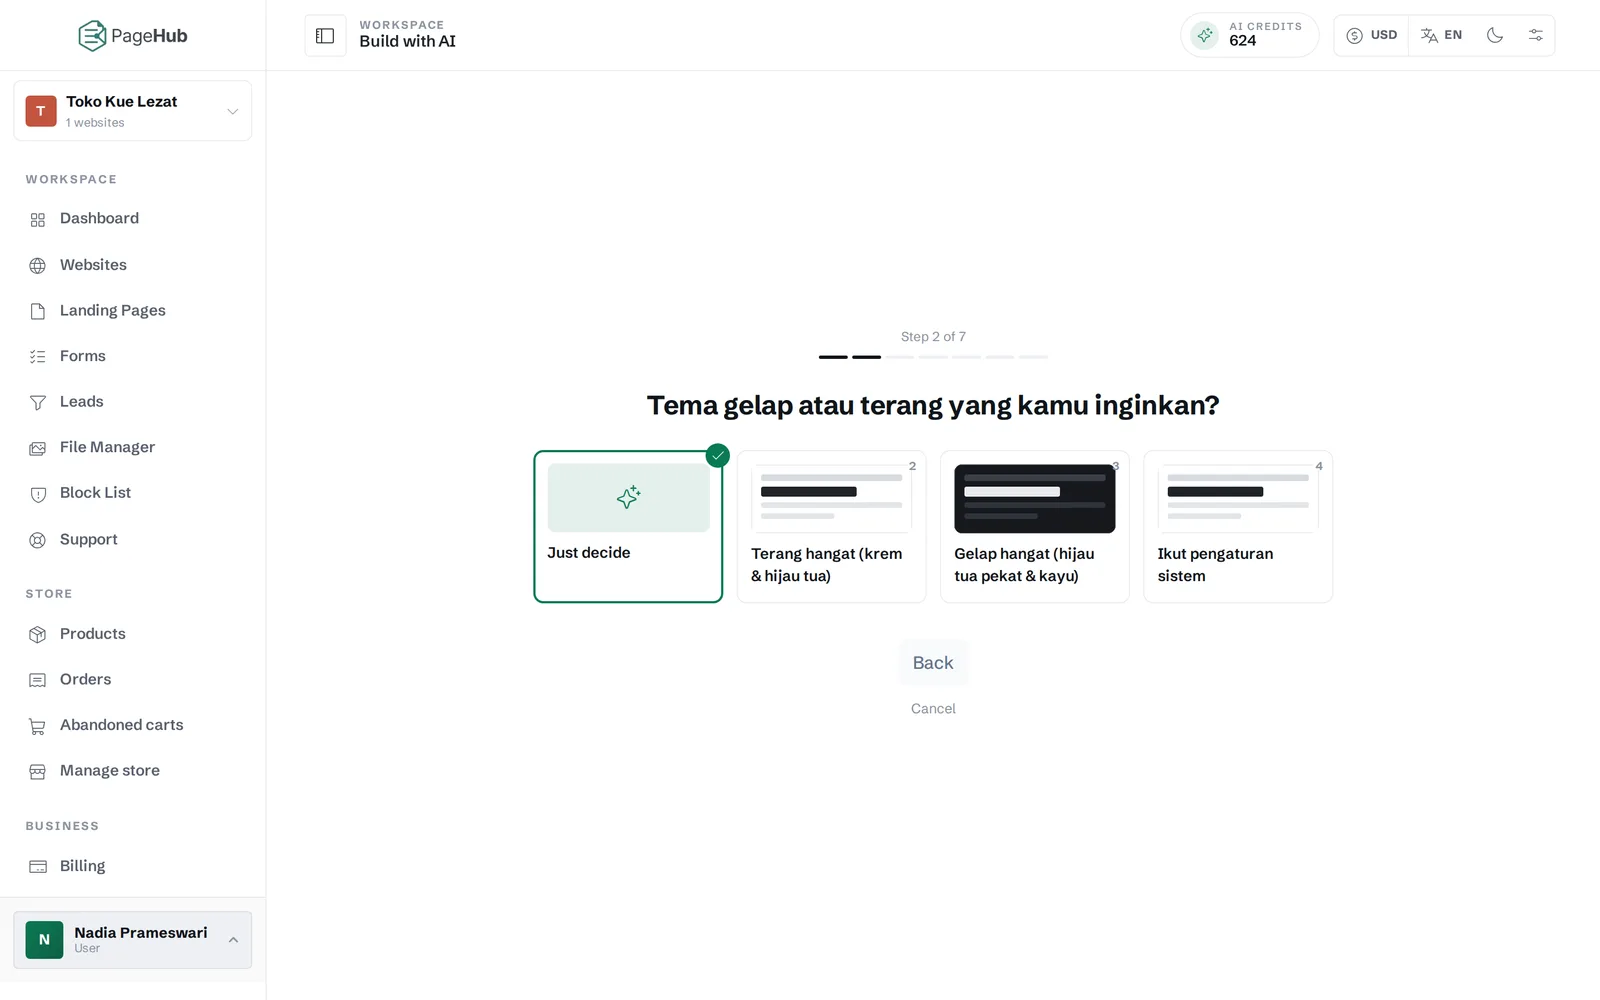 PageHub
WORKSPACE
Build with AI
AI CREDITS
624
USD
EN
T
Toko Kue Lezat
1 websites
WORKSPACE
Dashboard
Websites
Landing Pages
Forms
Leads
File Manager
Block List
Support
STORE
Products
Orders
Abandoned carts
Manage store
BUSINESS
Billing
N
Nadia Prameswari
User
Step 2 of 7
Tema gelap atau terang yang kamu inginkan?
Just decide
2
Terang hangat (krem
& hijau tua)
3
Gelap hangat (hijau
tua pekat & kayu)
4
Ikut pengaturan
sistem
Back
Cancel